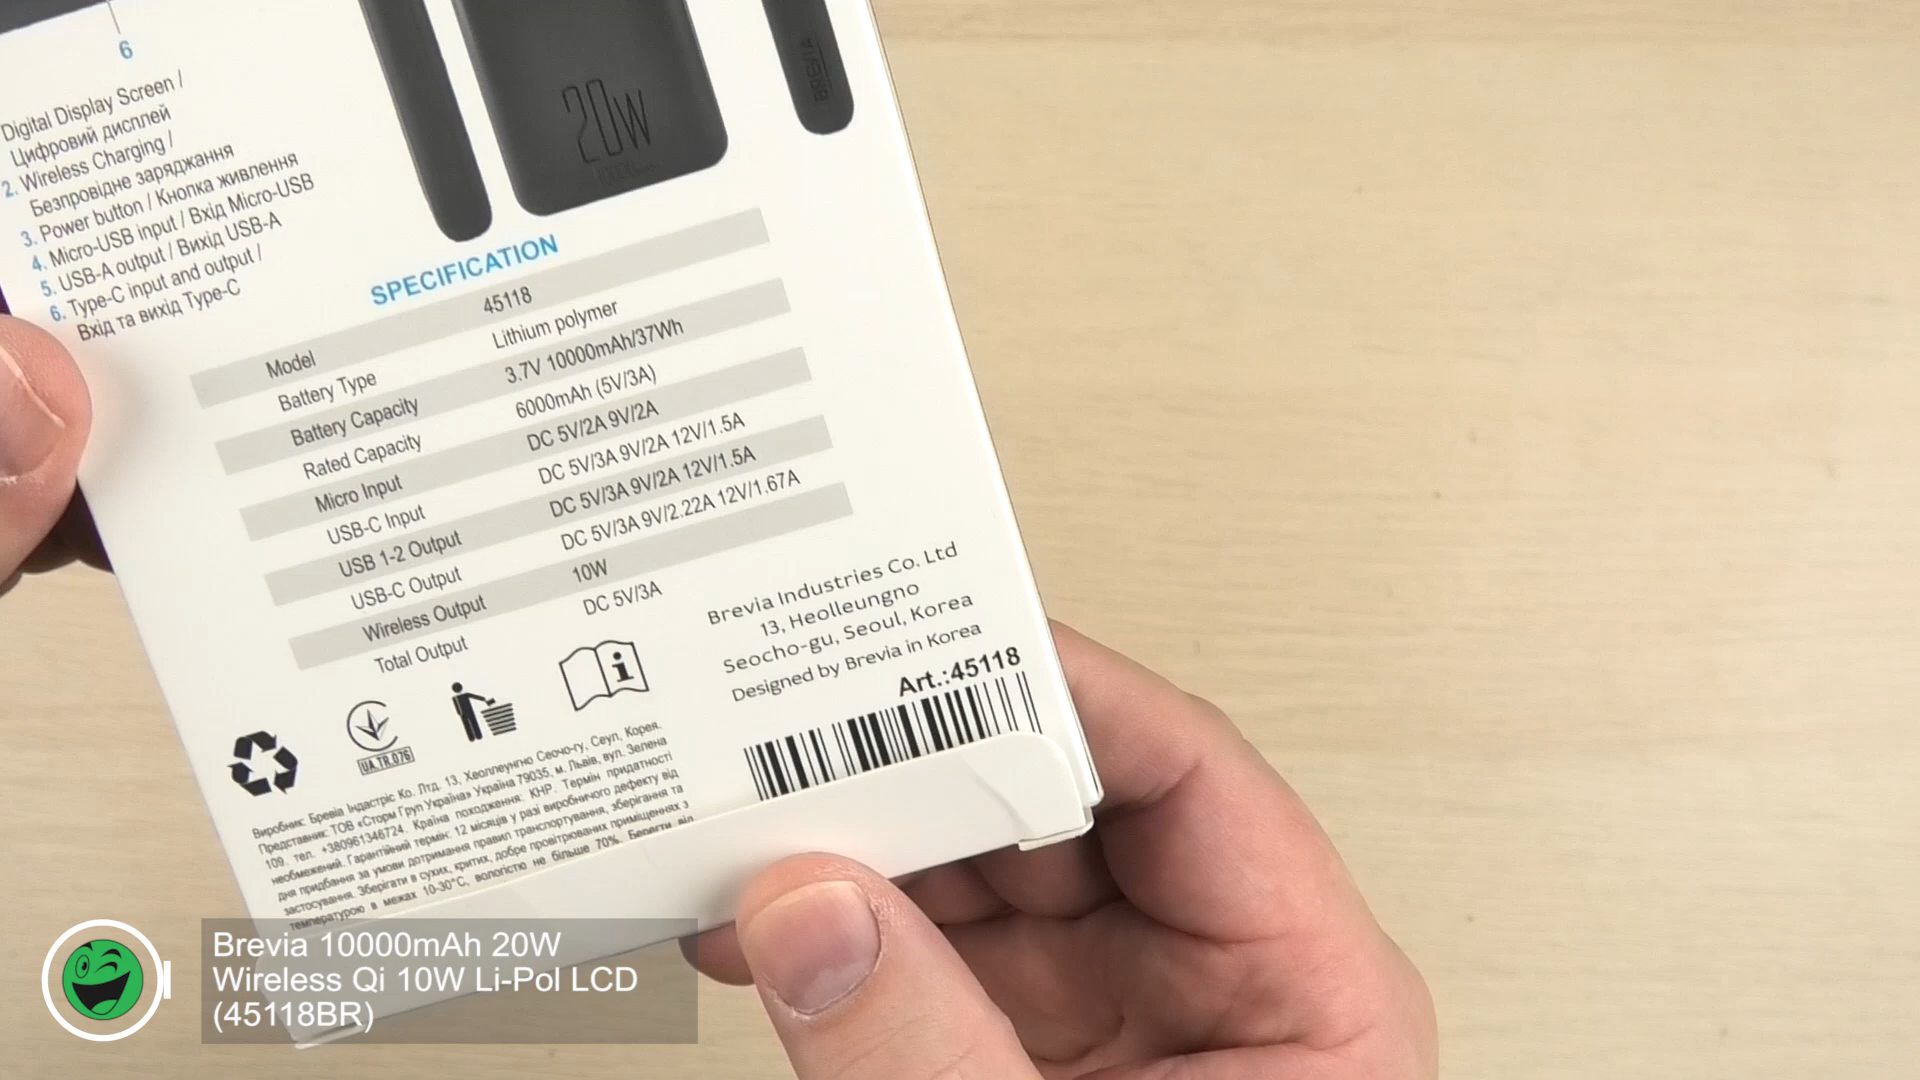 6
Digital Display Screen /
Цифровий дисплей
2. Wireless Charging /
Безпровідне заряджання
3. Power button / Кнопка живлення
4. Micro-USB input / Вхід Micro-USB
5. USB-A output / Вихід USB-A
6. Type-C input and output /
Вхід та вихід Type-C
20W
BREVIA
SPECIFICATION
Model 45118
Battery Type Lithium polymer
Battery Capacity 3.7V 10000mAh/37Wh
Rated Capacity 6000mAh (5V/3A)
Micro Input DC 5V/2A 9V/2A
USB-C Input DC 5V/3A 9V/2A 12V/1.5A
USB 1-2 Output DC 5V/3A 9V/2A 12V/1.5A
USB-C Output DC 5V/3A 9V/2.22A 12V/1.67A
Wireless Output 10W
Total Output DC 5V/3A
Brevia Industries Co. Ltd
13, Heolleungno
Seocho-gu, Seoul, Korea
Designed by Brevia in Korea
Art.:45118
UA.TR.076
Виробник: Бревіа Індастріс Ко. Лтд. 13, Хеоллеунгно Сеочо-гу, Сеул, Корея.
Представник: ТОВ «Сторм Груп Україна» Україна 79035, м. Львів, вул. Зелена
109. тел. +380961346724. Країна походження: КНР. Термін придатності
необмежений. Гарантійний термін: 12 місяців у разі виробничого дефекту від
дня придбання за умови дотримання правил транспортування, зберігання та
застосування. Зберігати в сухих, критих, добре провітрюваних приміщеннях з
температурою в межах 10-30°C, вологістю не більше 70%. Берегти від
Brevia 10000mAh 20W
Wireless Qi 10W Li-Pol LCD
(45118BR)